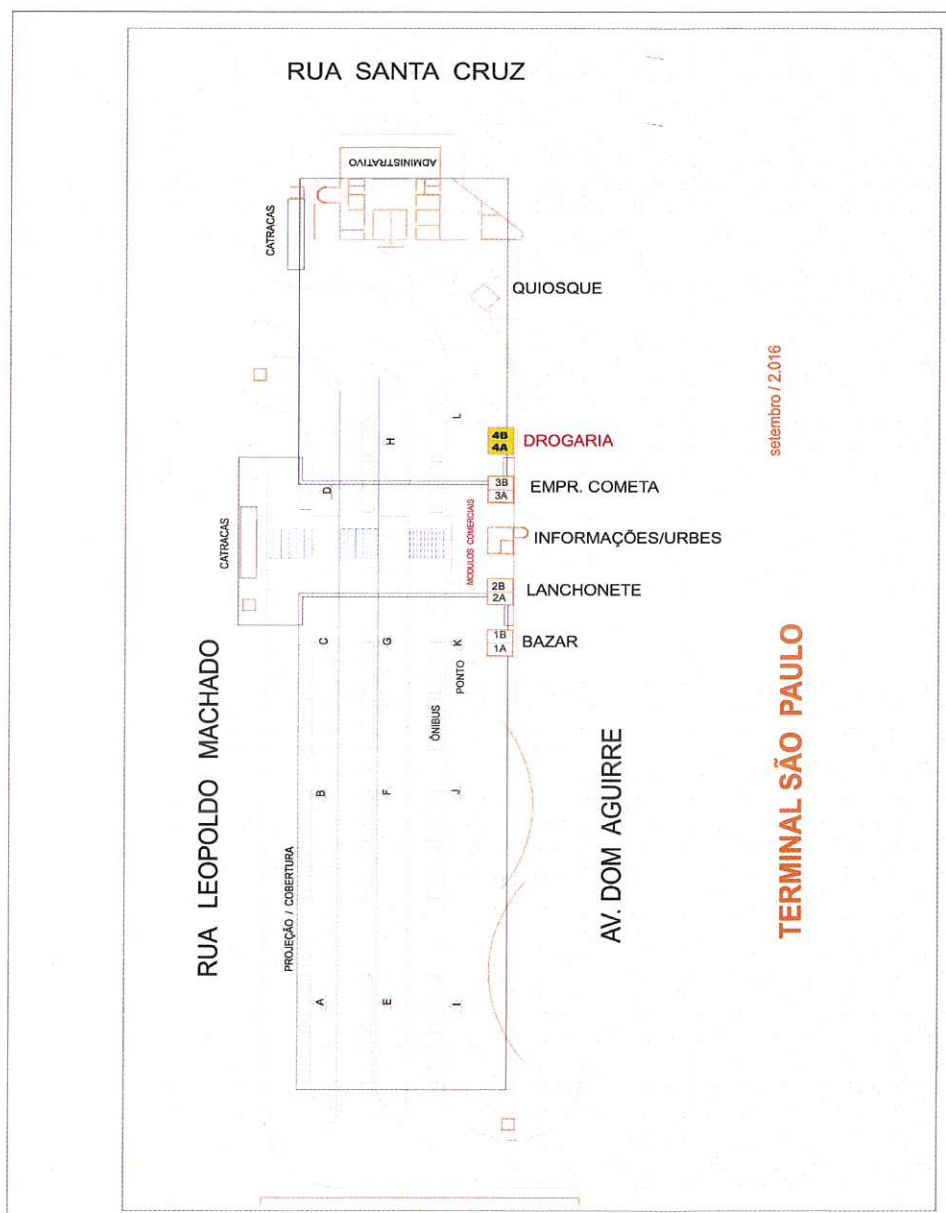 RUA SANTA CRUZ
ADMINISTRATIVO
CATRACAS
QUIOSQUE
setembro / 2.016
L
H
4B
4A
DROGARIA
D
3B
3A
EMPR. COMETA
CATRACAS
MODULOS COMERCIAIS
INFORMAÇÕES/URBES
2B
2A
LANCHONETE
C
G
K
1B
1A
BAZAR
PONTO
ÔNIBUS
RUA LEOPOLDO MACHADO
B
F
J
AV. DOM AGUIRRE
TERMINAL SÃO PAULO
PROJEÇÃO / COBERTURA
A
E
I